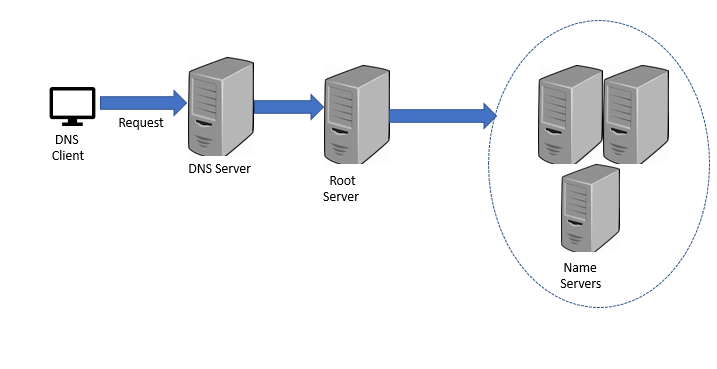 DNS
Client
Request
DNS Server
Root
Server
Name
Servers